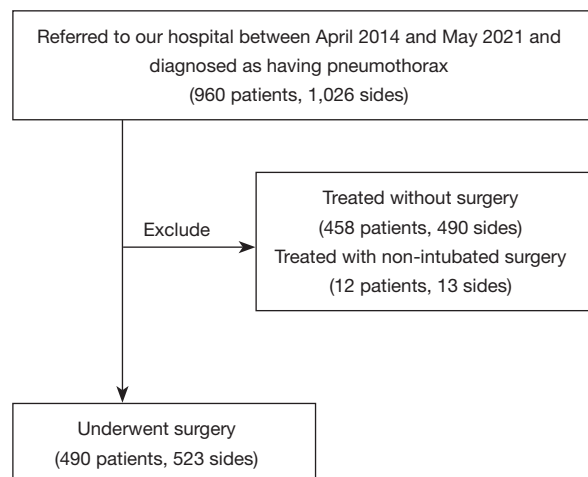 Referred to our hospital between April 2014 and May 2021 and
diagnosed as having pneumothorax
(960 patients, 1,026 sides)
Exclude
Treated without surgery
(458 patients, 490 sides)
Treated with non-intubated surgery
(12 patients, 13 sides)
Underwent surgery
(490 patients, 523 sides)